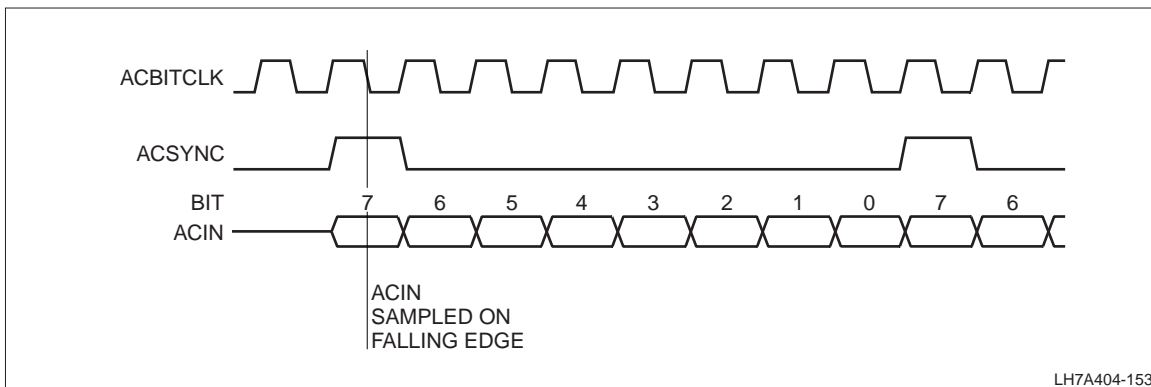 ACBITCLK
ACSYNC
BIT 7 6 5 4 3 2 1 0 7 6
ACIN
ACIN
SAMPLED ON
FALLING EDGE
LH7A404-153